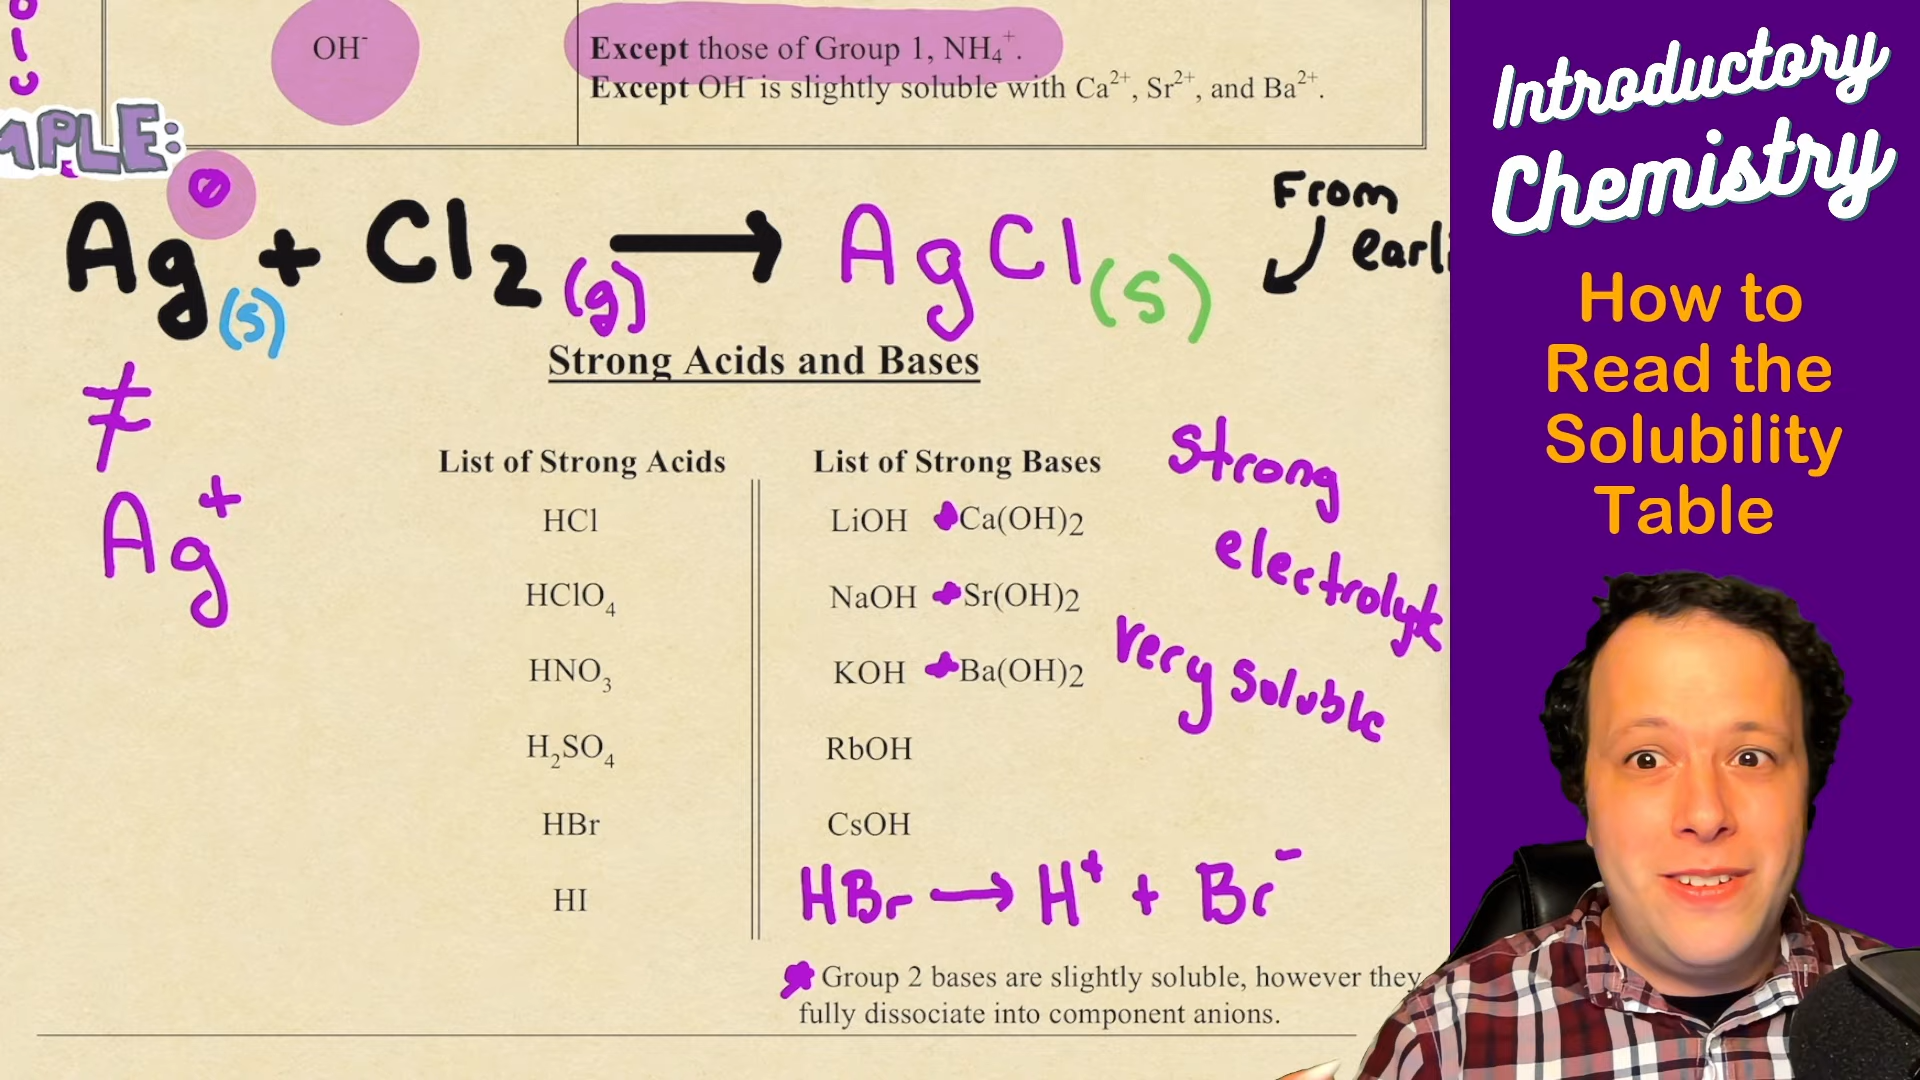 OH⁻
Except those of Group 1, NH₄⁺.
Except OH⁻ is slightly soluble with Ca²⁺, Sr²⁺, and Ba²⁺.
MPLE:
Ag(s) + Cl₂(g) → AgCl(s)
From
earli
≠
Ag⁺
Strong Acids and Bases
List of Strong Acids
HCl
HClO₄
HNO₃
H₂SO₄
HBr
HI
List of Strong Bases
LiOH Ca(OH)2
NaOH Sr(OH)2
KOH Ba(OH)2
RbOH
CsOH
strong
electrolyte
very soluble
HBr → H⁺ + Br⁻
Group 2 bases are slightly soluble, however they
fully dissociate into component anions.
Introductory
Chemistry
How to
Read the
Solubility
Table